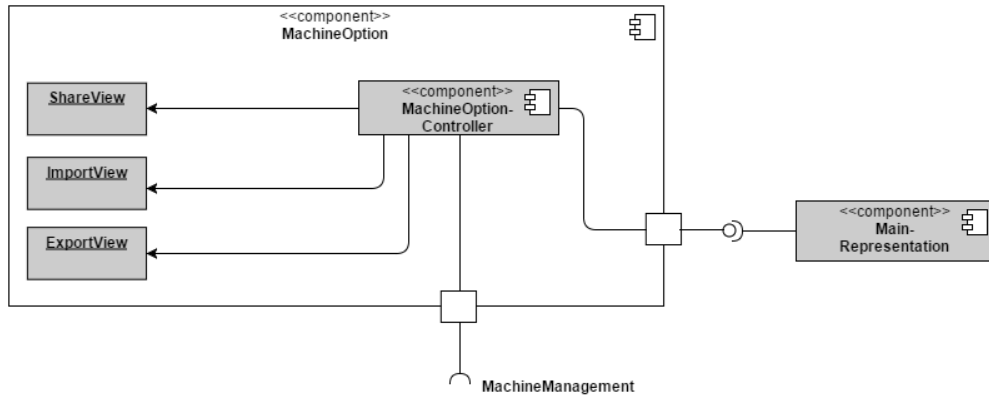 <<component>>
MachineOption
ShareView
<<component>>
MachineOption-
Controller
ImportView
ExportView
<<component>>
Main-
Representation
MachineManagement